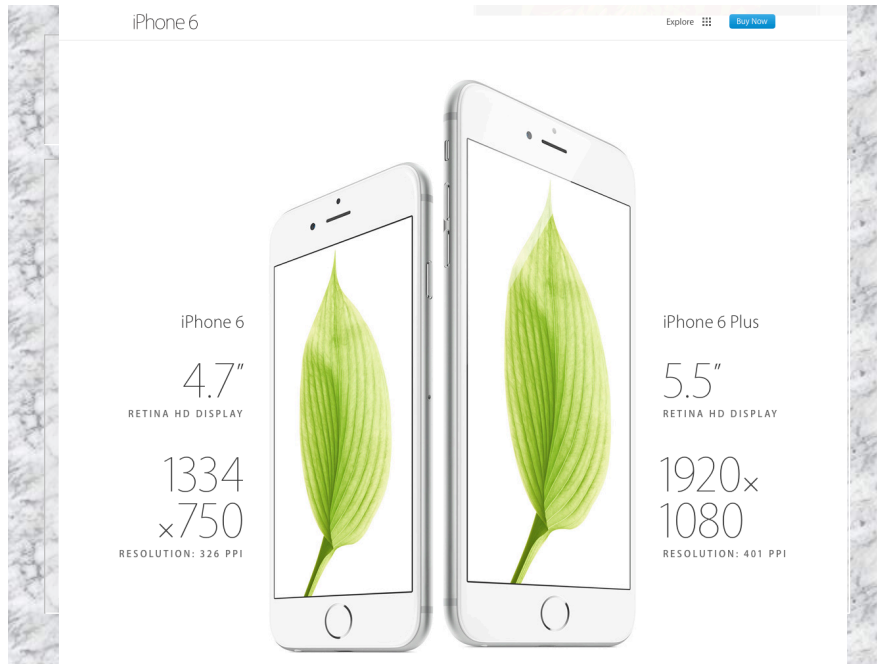 iPhone 6
Explore
Buy Now
iPhone 6
4.7″
RETINA HD DISPLAY
1334
×750
RESOLUTION: 326 PPI
iPhone 6 Plus
5.5″
RETINA HD DISPLAY
1920×
1080
RESOLUTION: 401 PPI